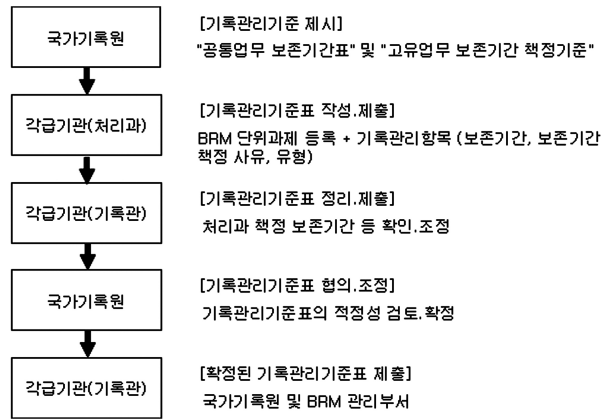 국가기록원
[기록관리기준 제시]
"공통업무 보존기간표" 및 "고유업무 보존기간 책정기준"
각급기관(처리과)
[기록관리기준표 작성.제출]
BRM 단위과제 등록 + 기록관리항목 (보존기간, 보존기간
책정 사유, 유형)
각급기관(기록관)
[기록관리기준표 정리.제출]
처리과 책정 보존기간 등 확인.조정
국가기록원
[기록관리기준표 협의.조정]
기록관리기준표의 적정성 검토.확정
각급기관(기록관)
[확정된 기록관리기준표 제출]
국가기록원 및 BRM 관리부서